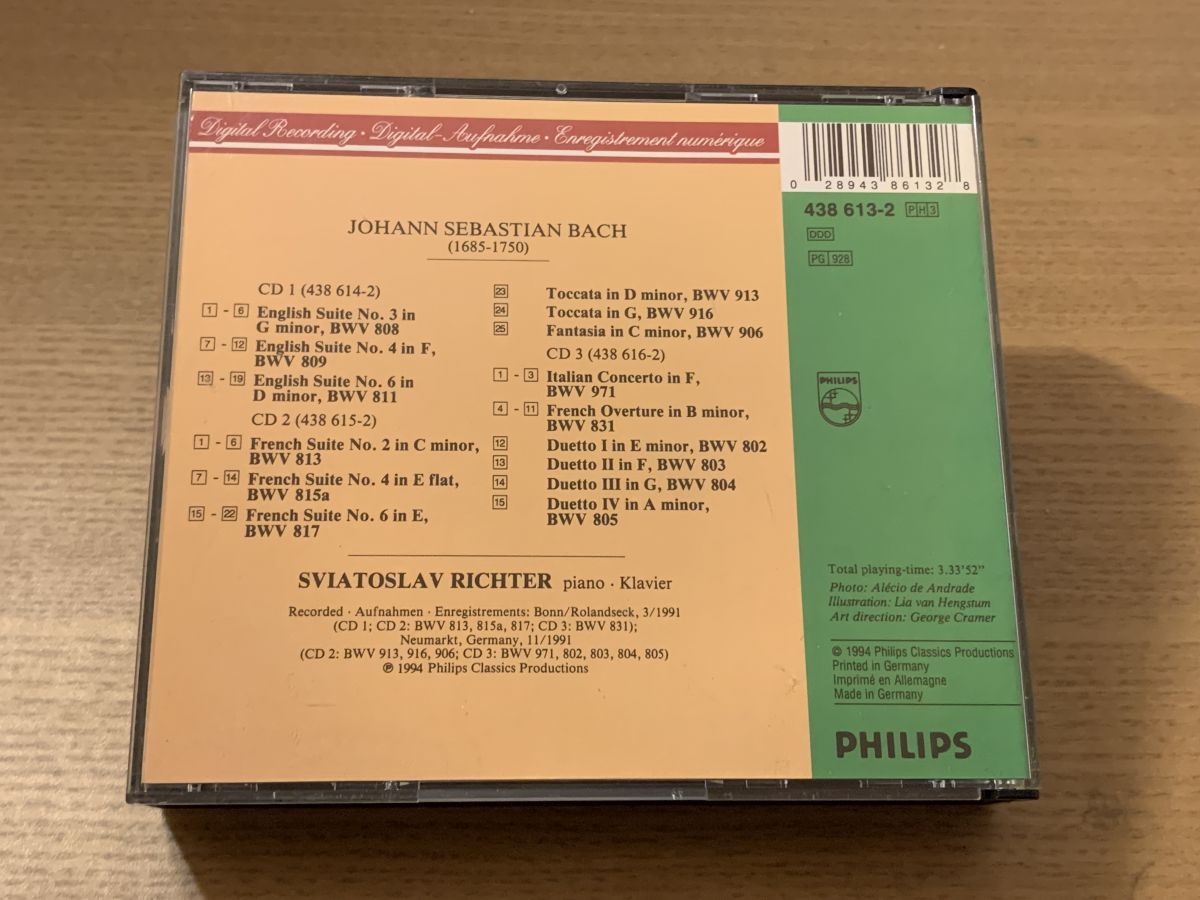 Digital Recording · Digital-Aufnahme · Enregistrement numérique
JOHANN SEBASTIAN BACH
(1685-1750)
CD 1 (438 614-2)
1 - 6 English Suite No. 3 in
G minor, BWV 808
7 - 12 English Suite No. 4 in F,
BWV 809
13 - 19 English Suite No. 6 in
D minor, BWV 811
CD 2 (438 615-2)
1 - 6 French Suite No. 2 in C minor,
BWV 813
7 - 14 French Suite No. 4 in E flat,
BWV 815a
15 - 22 French Suite No. 6 in E,
BWV 817
23 Toccata in D minor, BWV 913
24 Toccata in G, BWV 916
25 Fantasia in C minor, BWV 906
CD 3 (438 616-2)
1 - 3 Italian Concerto in F,
BWV 971
4 - 11 French Overture in B minor,
BWV 831
12 Duetto I in E minor, BWV 802
13 Duetto II in F, BWV 803
14 Duetto III in G, BWV 804
15 Duetto IV in A minor,
BWV 805
SVIATOSLAV RICHTER piano · Klavier
Recorded · Aufnahmen · Enregistrements: Bonn/Rolandseck, 3/1991
(CD 1; CD 2: BWV 813, 815a, 817; CD 3: BWV 831);
Neumarkt, Germany, 11/1991
(CD 2: BWV 913, 916, 906; CD 3: BWV 971, 802, 803, 804, 805)
℗ 1994 Philips Classics Productions
0 28943 86132 8
438 613-2 PH3
DDD
PG 928
PHILIPS
Total playing-time: 3.33'52"
Photo: Alécio de Andrade
Illustration: Lia van Hengstum
Art direction: George Cramer
© 1994 Philips Classics Productions
Printed in Germany
Imprimé en Allemagne
Made in Germany
PHILIPS